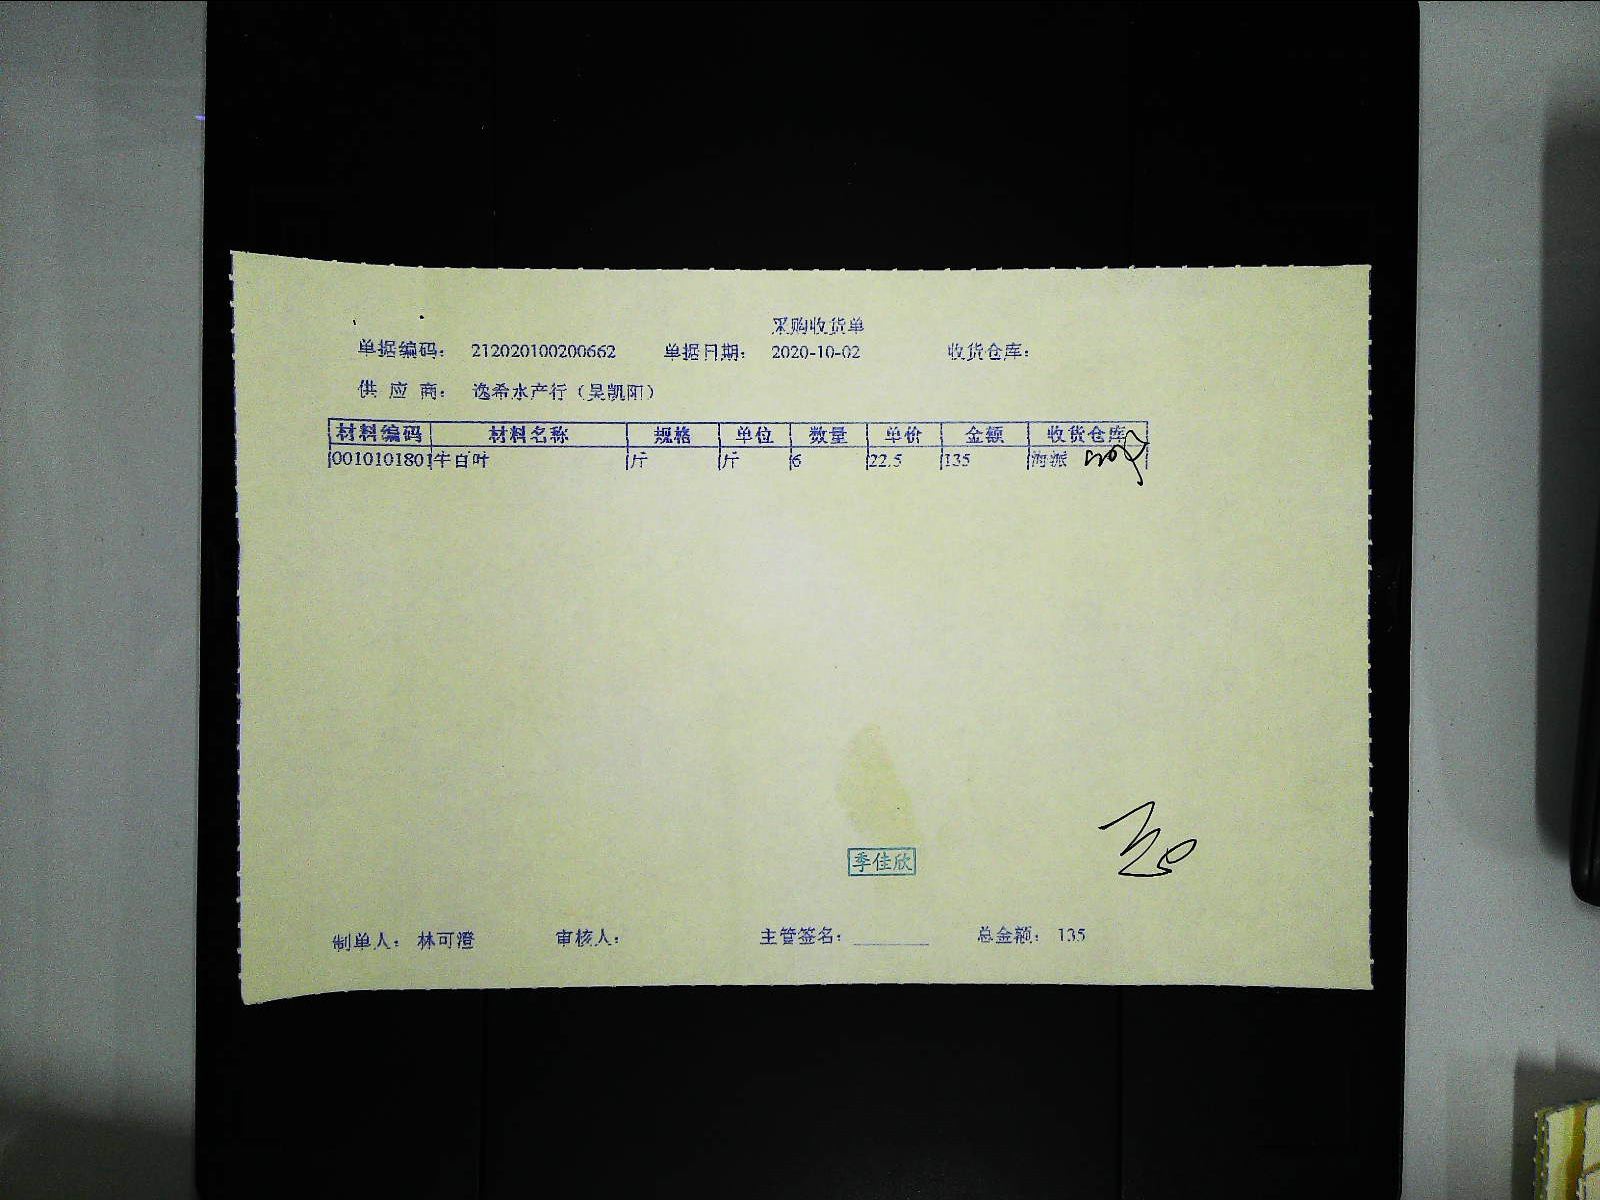 采购收货单
单据编码： 212020100200662 单据日期： 2020-10-02 收货仓库：
供 应 商： 逸希水产行（吴凯阳）
材料编码 材料名称 规格 单位 数量 单价 金额 收货仓库
0010101801 牛百叶 斤 斤 6 22.5 135 海派
季佳欣
制单人： 林可澄 审核人： 主管签名： 总金额： 135